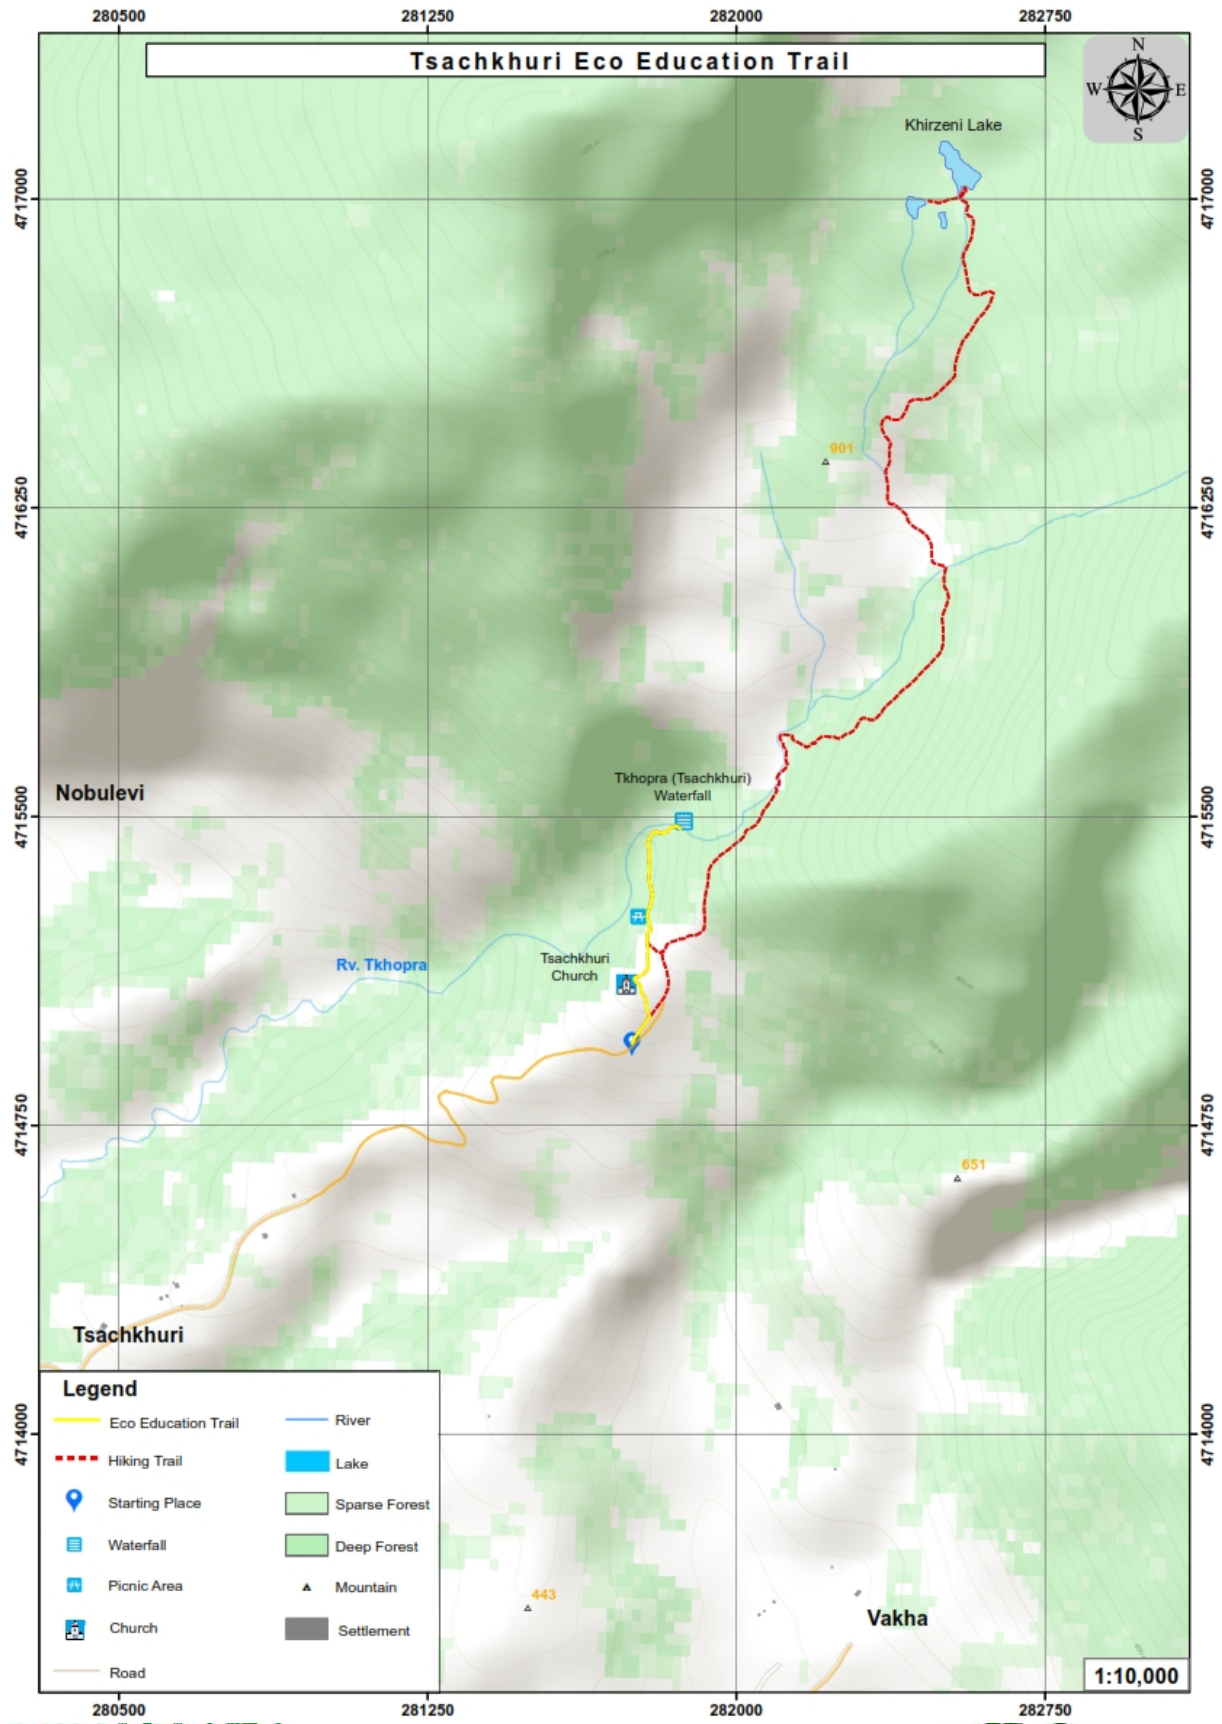 280500 281250 282000 282750
Tsachkhuri Eco Education Trail
N
W E
S
Khirzeni Lake
4717000 4717000
901
4716250 4716250
Tkhopra (Tsachkhuri)
Waterfall
Nobulevi
4715500 4715500
Tsachkhuri
Church
Rv. Tkhopra
4714750 4714750
651
Tsachkhuri
Legend
Eco Education Trail
Hiking Trail
Starting Place
Waterfall
Picnic Area
Church
Road
River
Lake
Sparse Forest
Deep Forest
Mountain
Settlement
4714000 4714000
443
Vakha
1:10,000
280500 281250 282000 282750